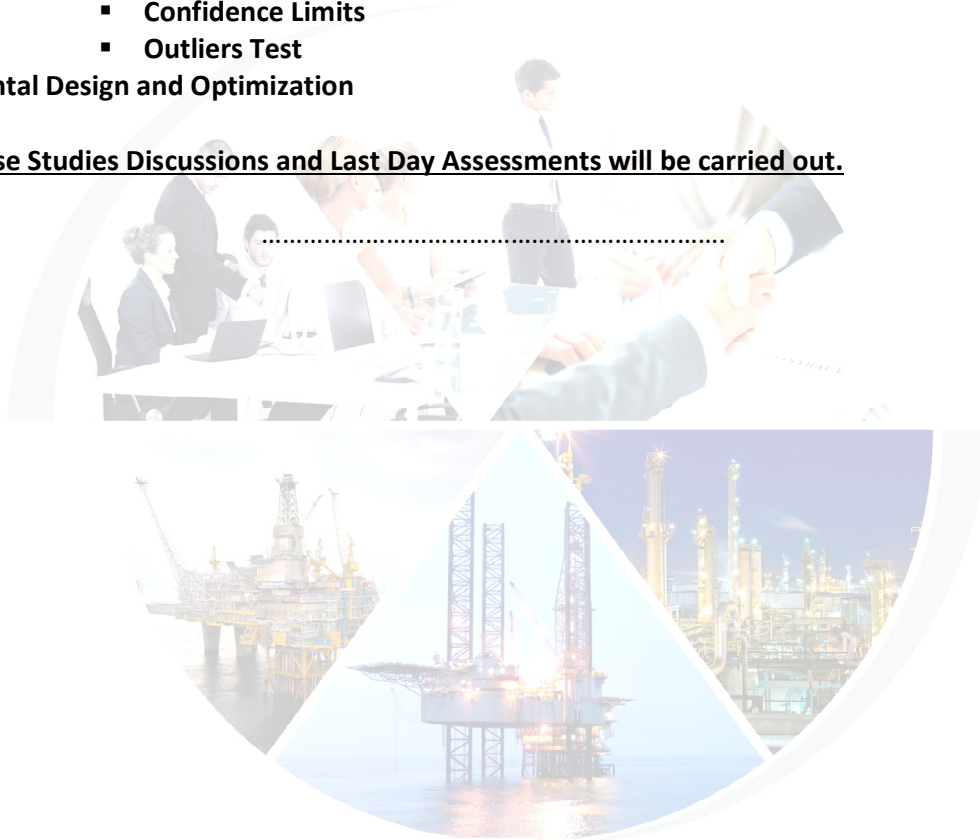 ▪ Confidence Limits
▪ Outliers Test
ntal Design and Optimization
se Studies Discussions and Last Day Assessments will be carried out.
………………………………………………………….
CONTRACT